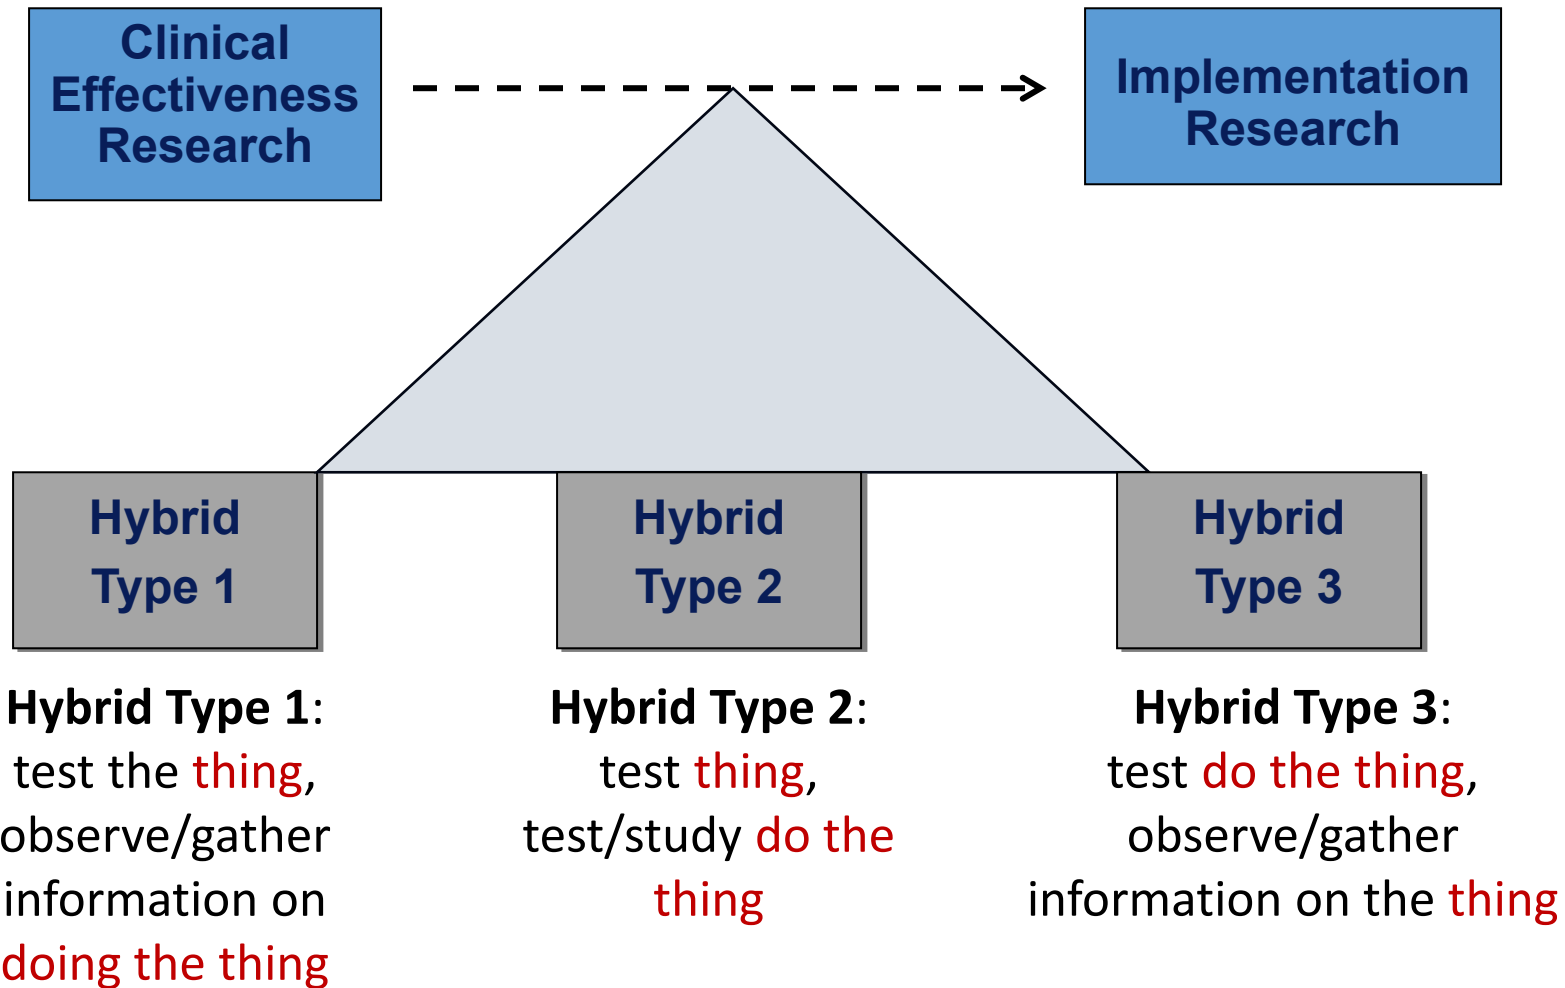 Clinical
Effectiveness
Research
Implementation
Research
Hybrid
Type 1
Hybrid
Type 2
Hybrid
Type 3
Hybrid Type 1:
test the thing,
observe/gather
information on
doing the thing
Hybrid Type 2:
test thing,
test/study do the
thing
Hybrid Type 3:
test do the thing,
observe/gather
information on the thing